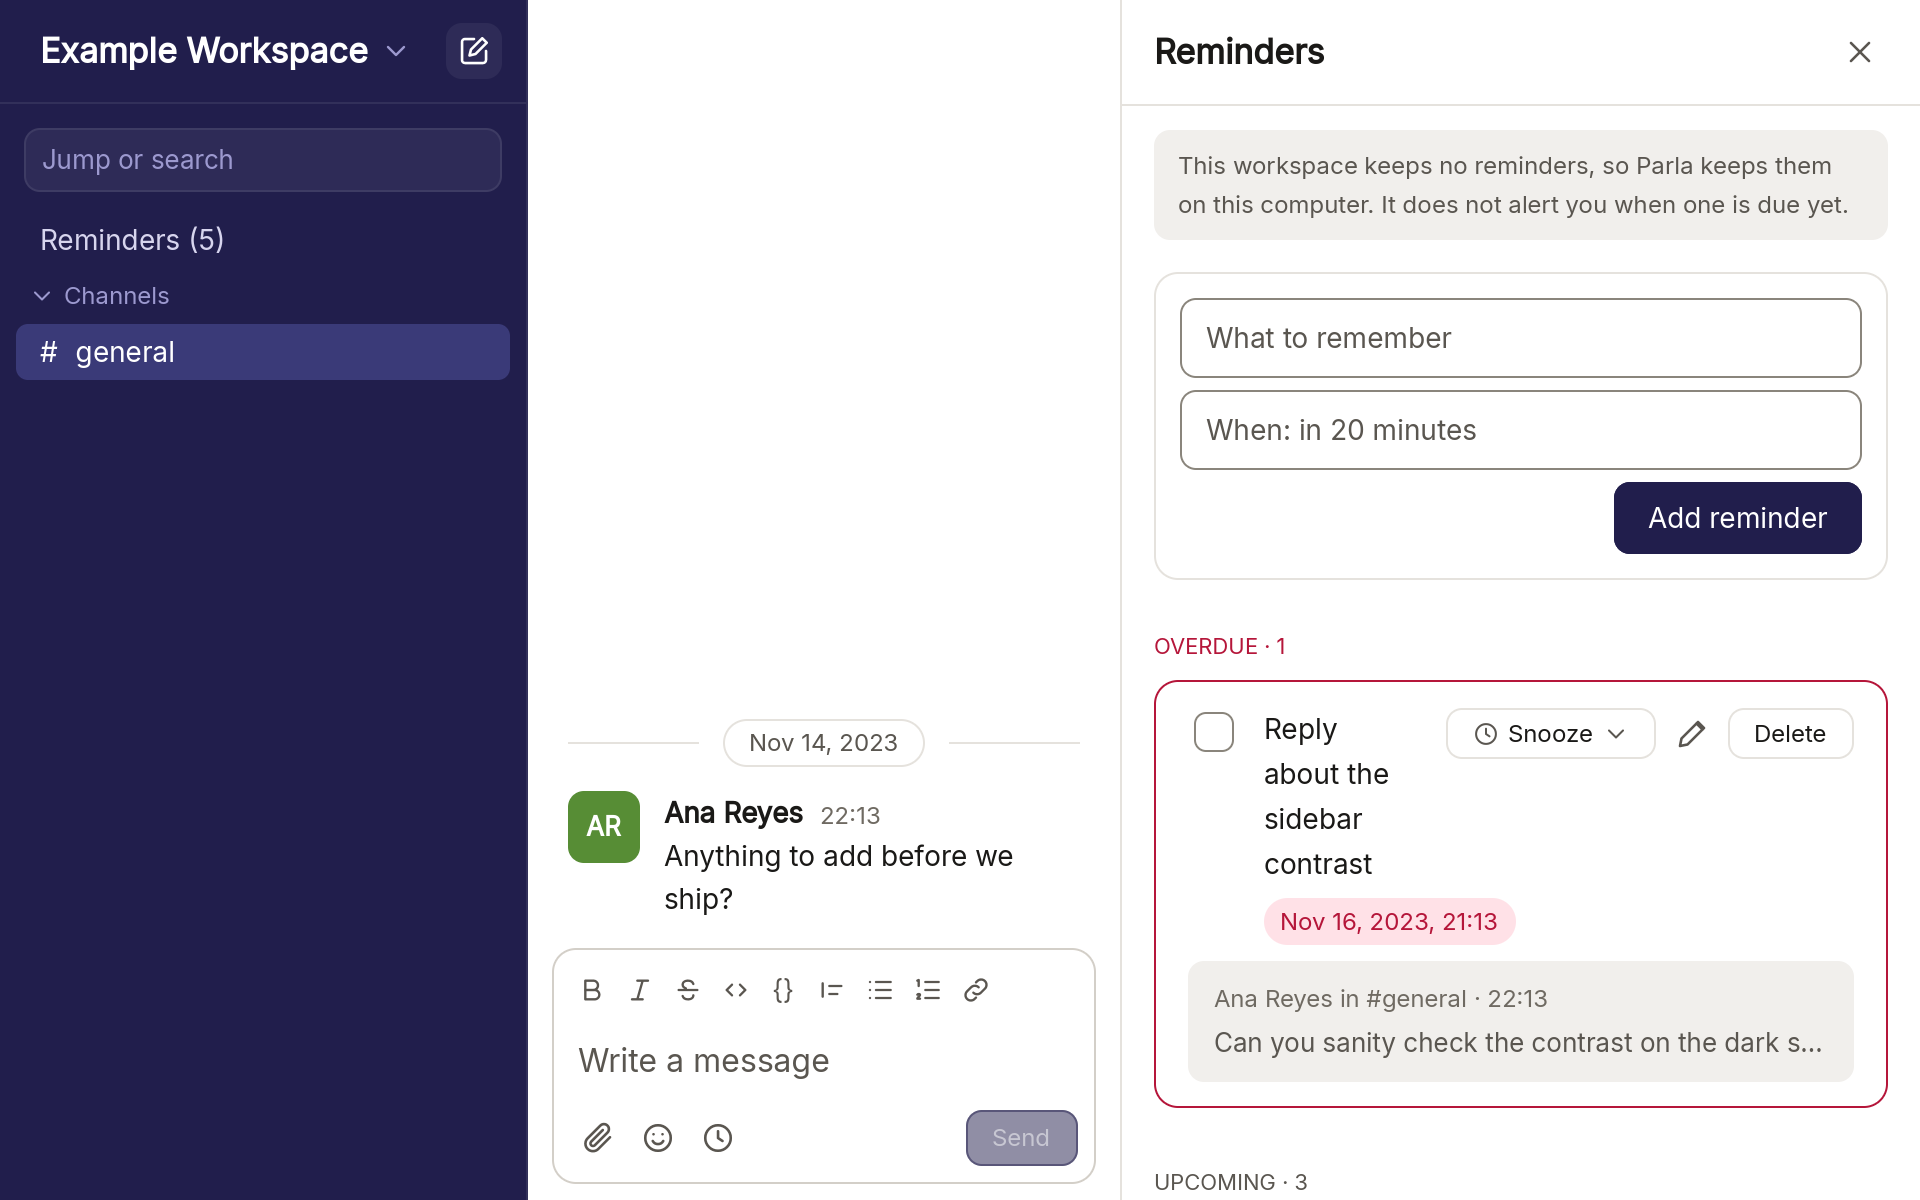 Example Workspace
Jump or search
Reminders (5)
Channels
# general
Nov 14, 2023
AR
Ana Reyes 22:13
Anything to add before we
ship?
Write a message
Send
Reminders
This workspace keeps no reminders, so Parla keeps them
on this computer. It does not alert you when one is due yet.
What to remember
When: in 20 minutes
Add reminder
OVERDUE · 1
Reply
about the
sidebar
contrast
Snooze
Delete
Nov 16, 2023, 21:13
Ana Reyes in #general · 22:13
Can you sanity check the contrast on the dark s...
UPCOMING · 3